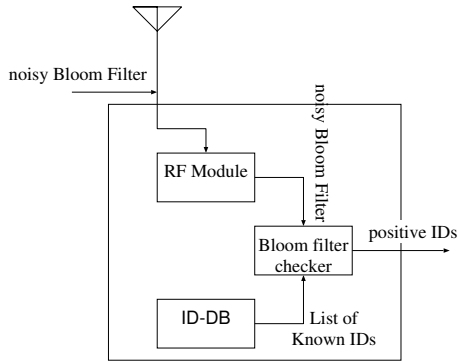 noisy Bloom Filter
noisy Bloom Filter
RF Module
Bloom filter
checker
positive IDs
ID-DB
List of
Known IDs